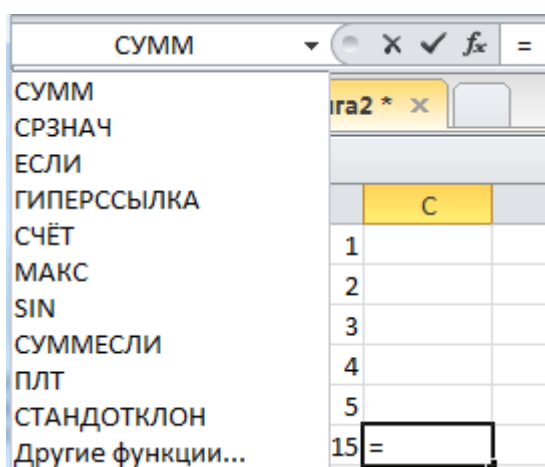 СУММ fx =
СУММ
СРЗНАЧ
ЕСЛИ
ГИПЕРССЫЛКА
СЧЁТ
МАКС
SIN
СУММЕСЛИ
ПЛТ
СТАНДОТКЛОН
Другие функции...
ига2 *
C
1
2
3
4
5
15 =